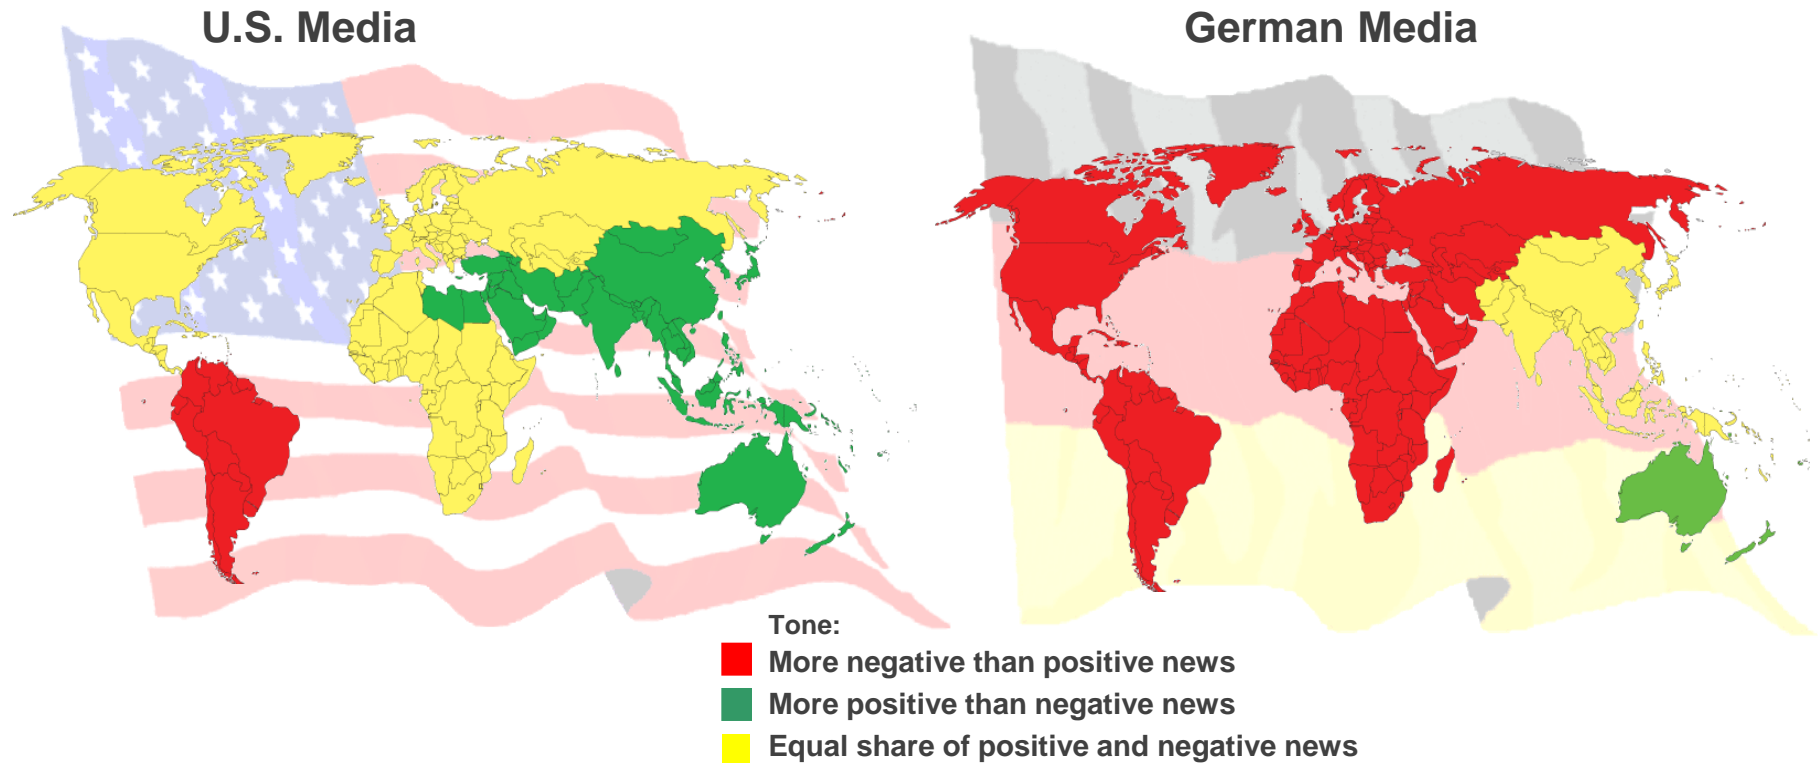 U.S. Media
German Media
Tone:
More negative than positive news
More positive than negative news
Equal share of positive and negative news